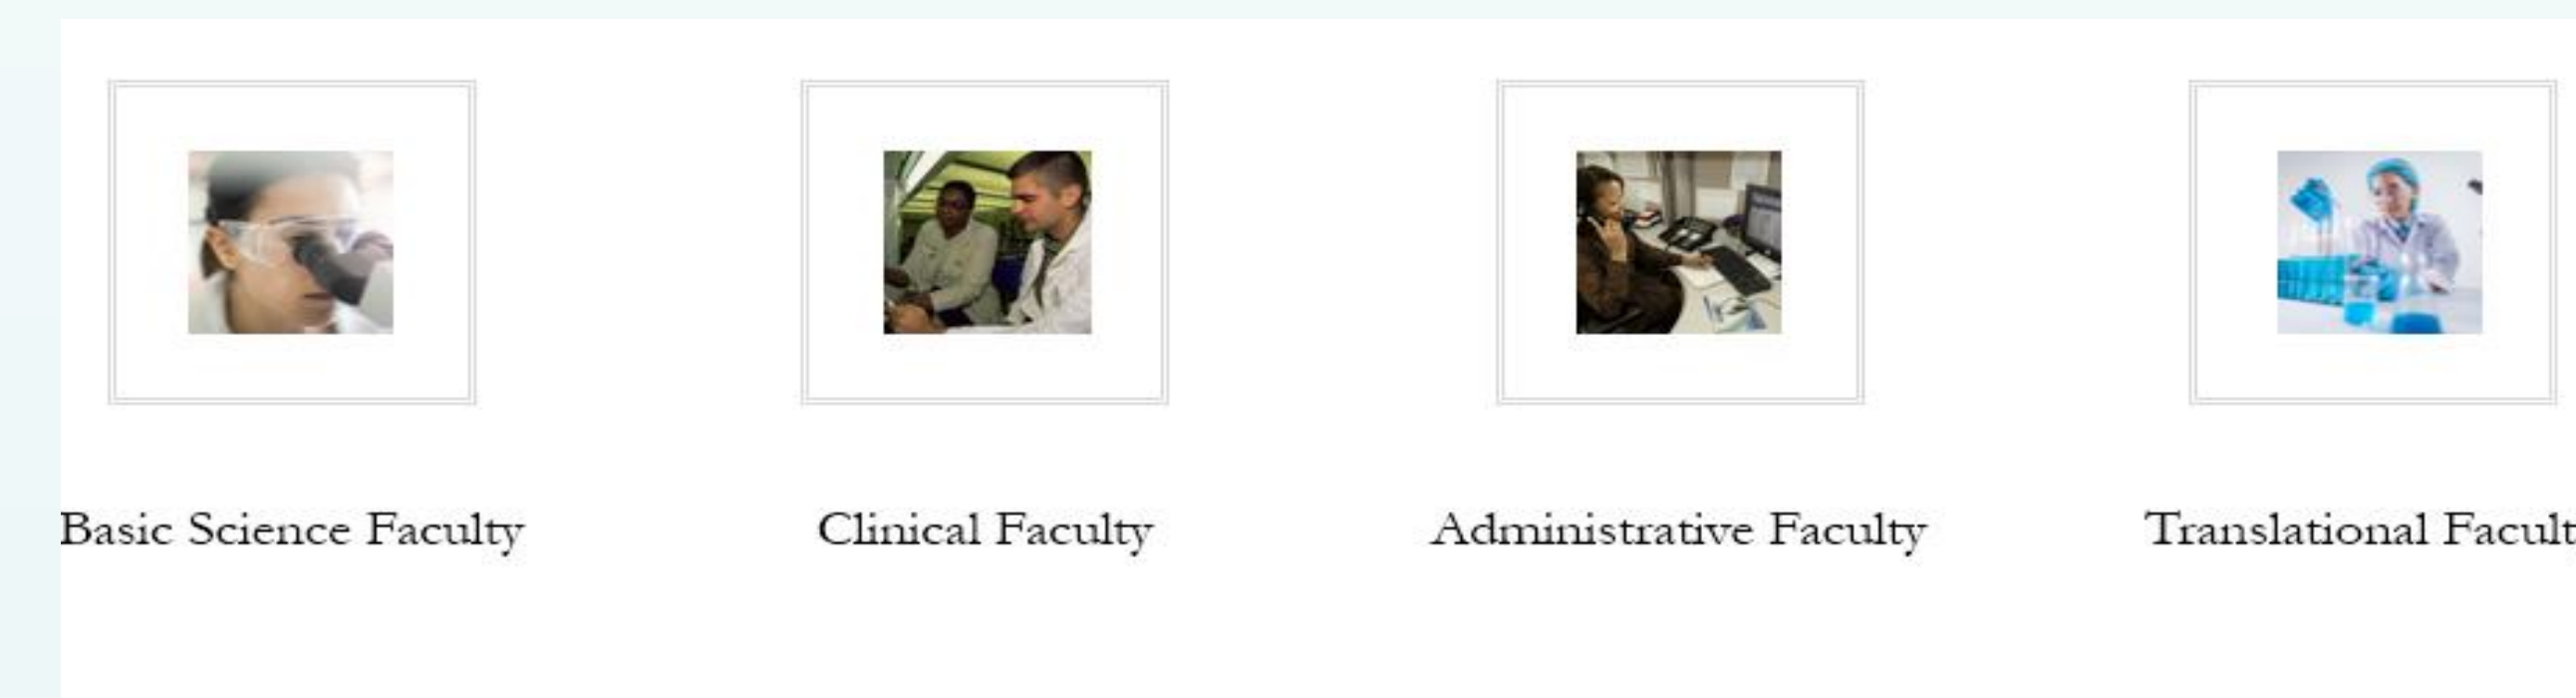 Basic Science Faculty
Clinical Faculty
Administrative Faculty
Translational Facult